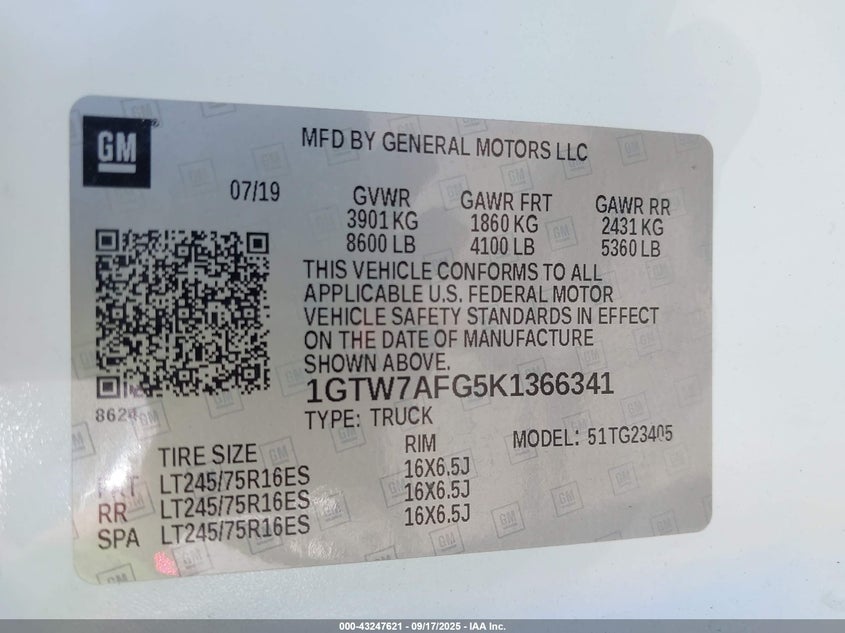 GM
MFD BY GENERAL MOTORS LLC
07/19
GVWR
3901 KG
8600 LB
GAWR FRT
1860 KG
4100 LB
GAWR RR
2431 KG
5360 LB
THIS VEHICLE CONFORMS TO ALL
APPLICABLE U.S. FEDERAL MOTOR
VEHICLE SAFETY STANDARDS IN EFFECT
ON THE DATE OF MANUFACTURE
SHOWN ABOVE.
1GTW7AFG5K1366341
TYPE: TRUCK
MODEL: 51TG23405
TIRE SIZE RIM
FRT LT245/75R16ES 16X6.5J
RR LT245/75R16ES 16X6.5J
SPA LT245/75R16ES 16X6.5J
000-43247621 - 09/17/2025 - IAA Inc.